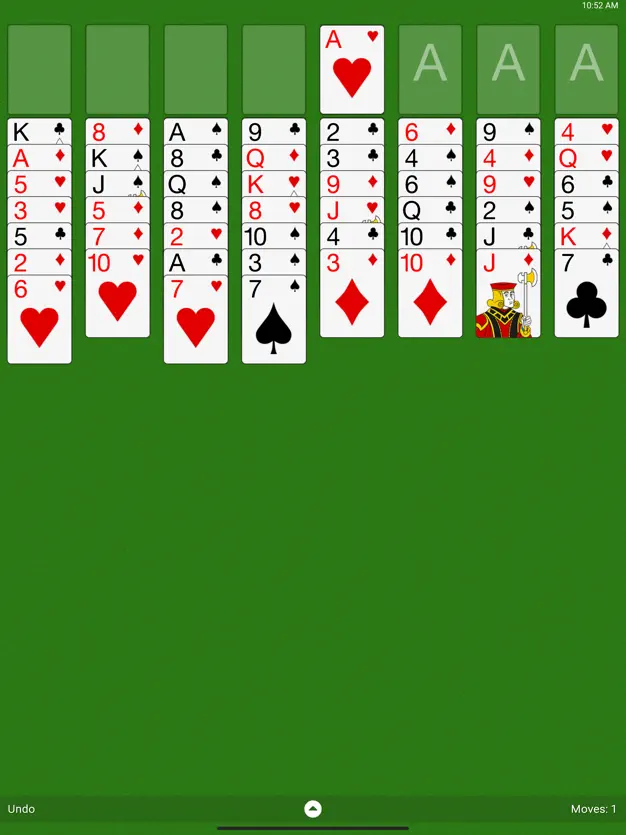 10:52 AM
A A A A
K 8 A 9 2 6 9 4
A K 8 Q 3 4 4 Q
5 J Q K 9 6 9 6
3 5 8 8 J Q 2 5
5 7 2 10 4 10 J K
2 10 A 3 3 10 J 7
6 7 7
Undo Moves: 1